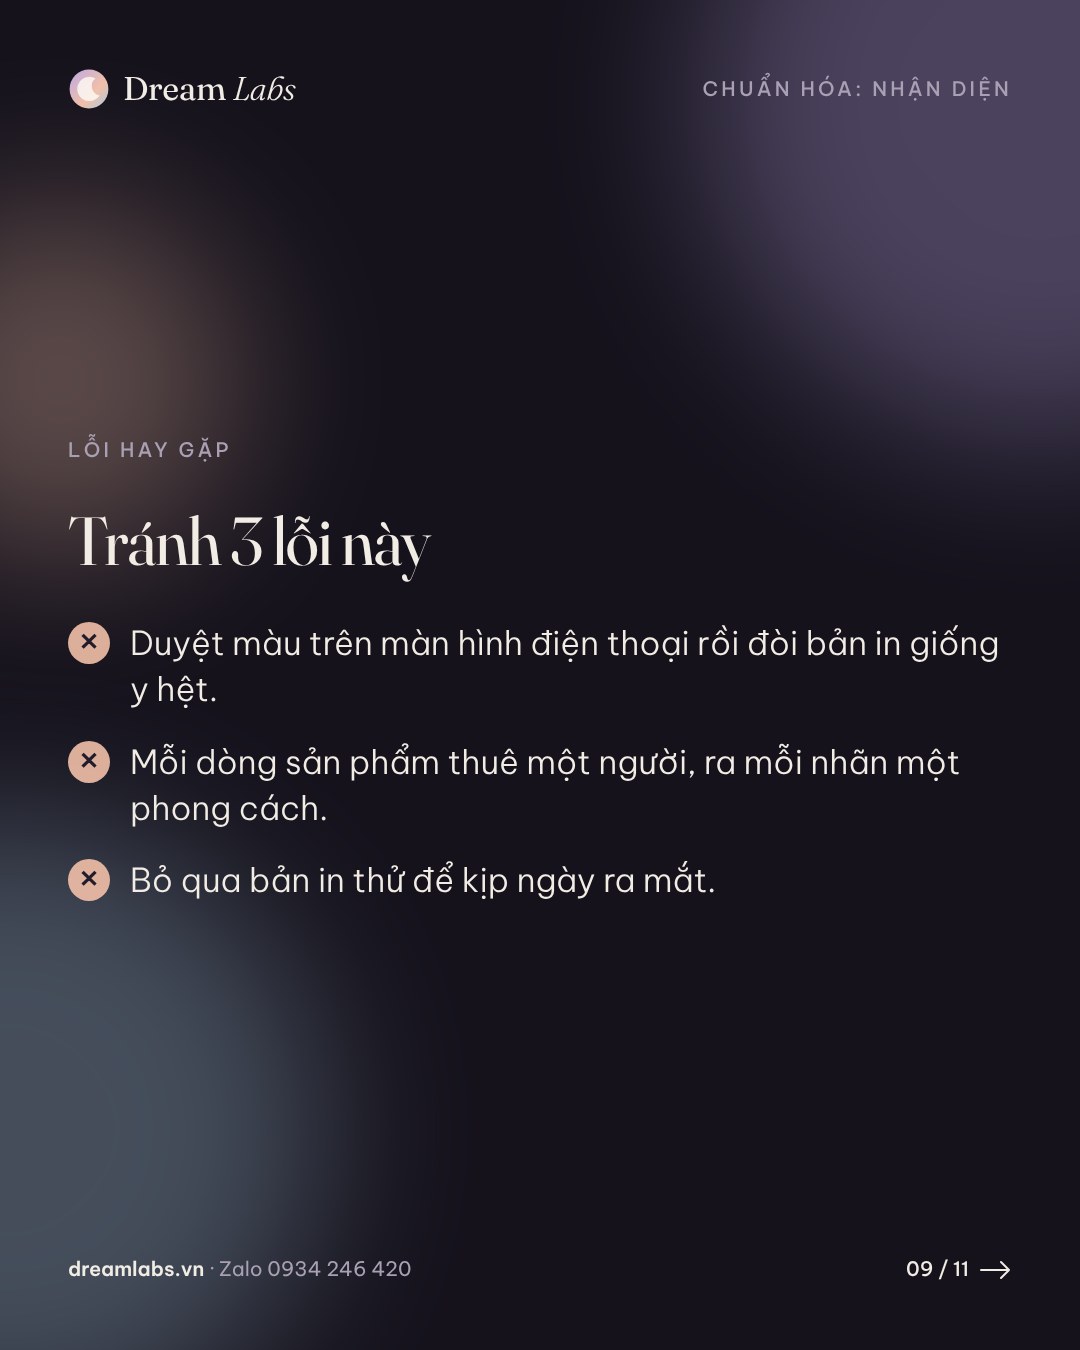 Dream Labs
CHUẨN HÓA: NHẬN DIỆN
LỖI HAY GẶP
Tránh 3 lỗi này
Duyệt màu trên màn hình điện thoại rồi đòi bản in giống
y hệt.
Mỗi dòng sản phẩm thuê một người, ra mỗi nhãn một
phong cách.
Bỏ qua bản in thử để kịp ngày ra mắt.
dreamlabs.vn · Zalo 0934 246 420
09 / 11